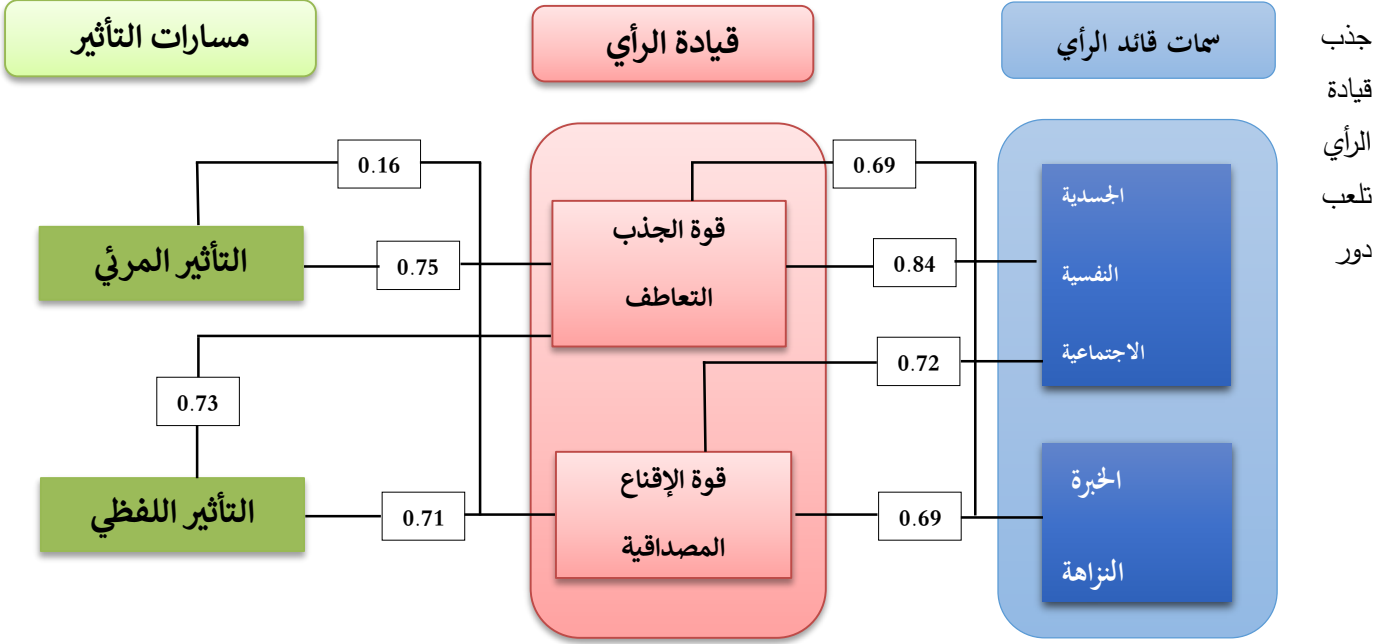 جذب
قيادة
الرأي
تلعب
دور
سمات قائد الرأي
قيادة الرأي
مسارات التأثير
الجسدية
النفسية
الاجتماعية
الخبرة
النزاهة
0.69
0.84
0.72
0.69
قوة الجذب
التعاطف
قوة الإقناع
المصداقية
0.16
0.75
0.73
0.71
التأثير المرئي
التأثير اللفظي